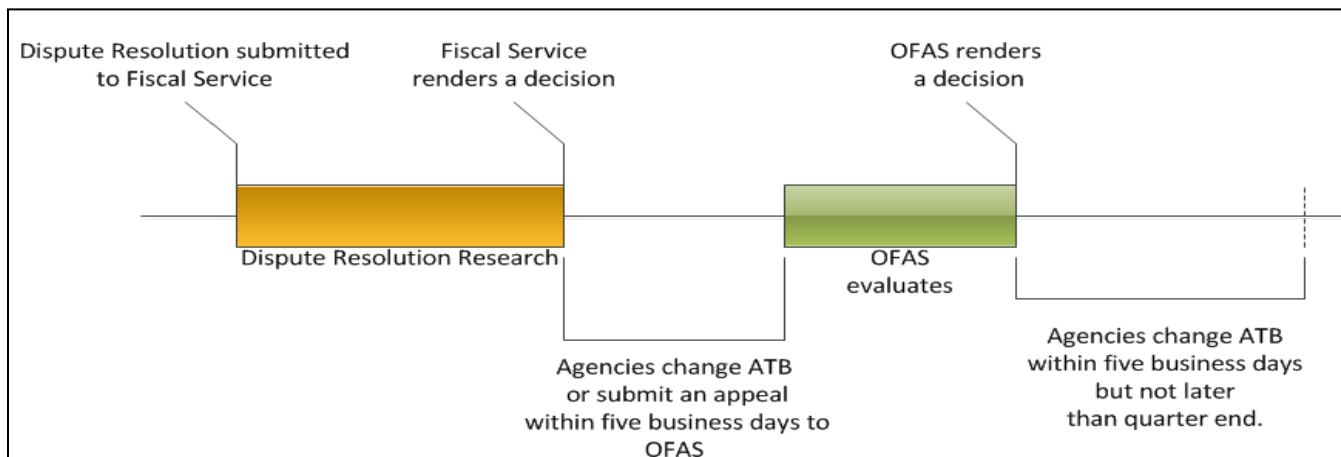 Dispute Resolution submitted
to Fiscal Service
Fiscal Service
renders a decision
OFAS renders
a decision
Dispute Resolution Research
OFAS
evaluates
Agencies change ATB
or submit an appeal
within five business days to
OFAS
Agencies change ATB
within five business days
but not later
than quarter end.